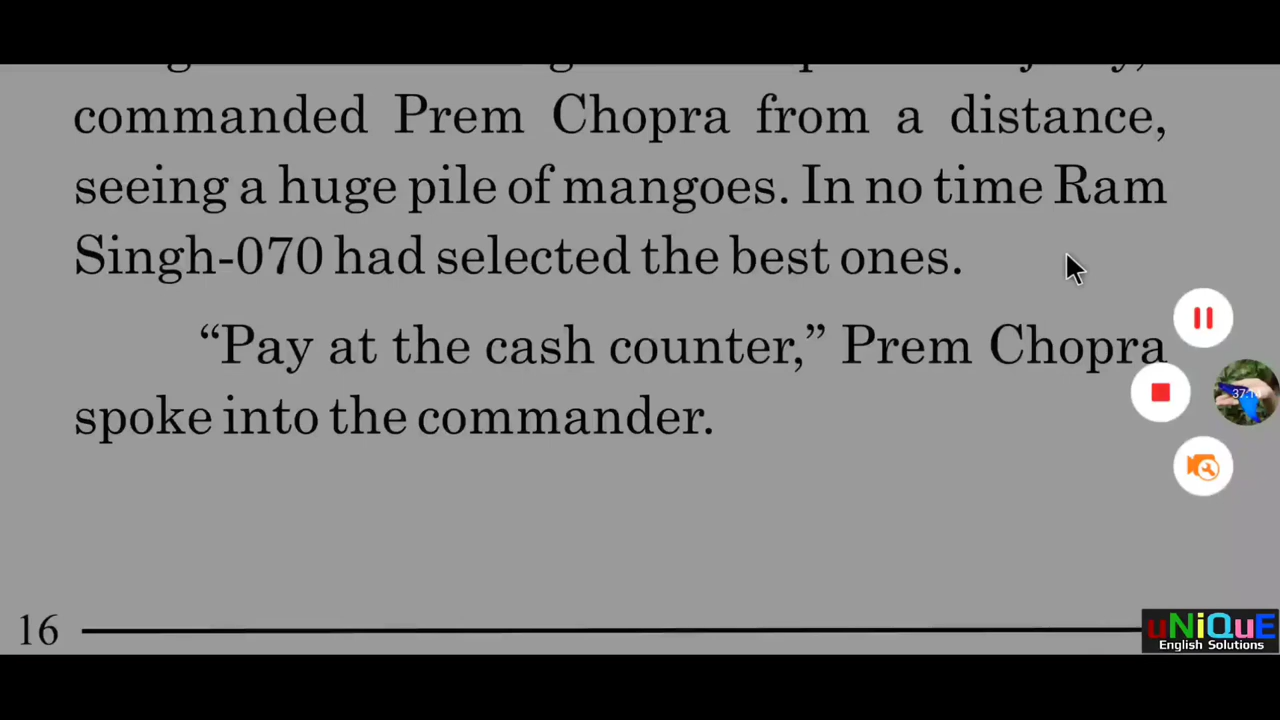 commanded Prem Chopra from a distance,
seeing a huge pile of mangoes. In no time Ram
Singh-070 had selected the best ones.
“Pay at the cash counter,” Prem Chopra
spoke into the commander.
16
uNiQuE
English Solutions